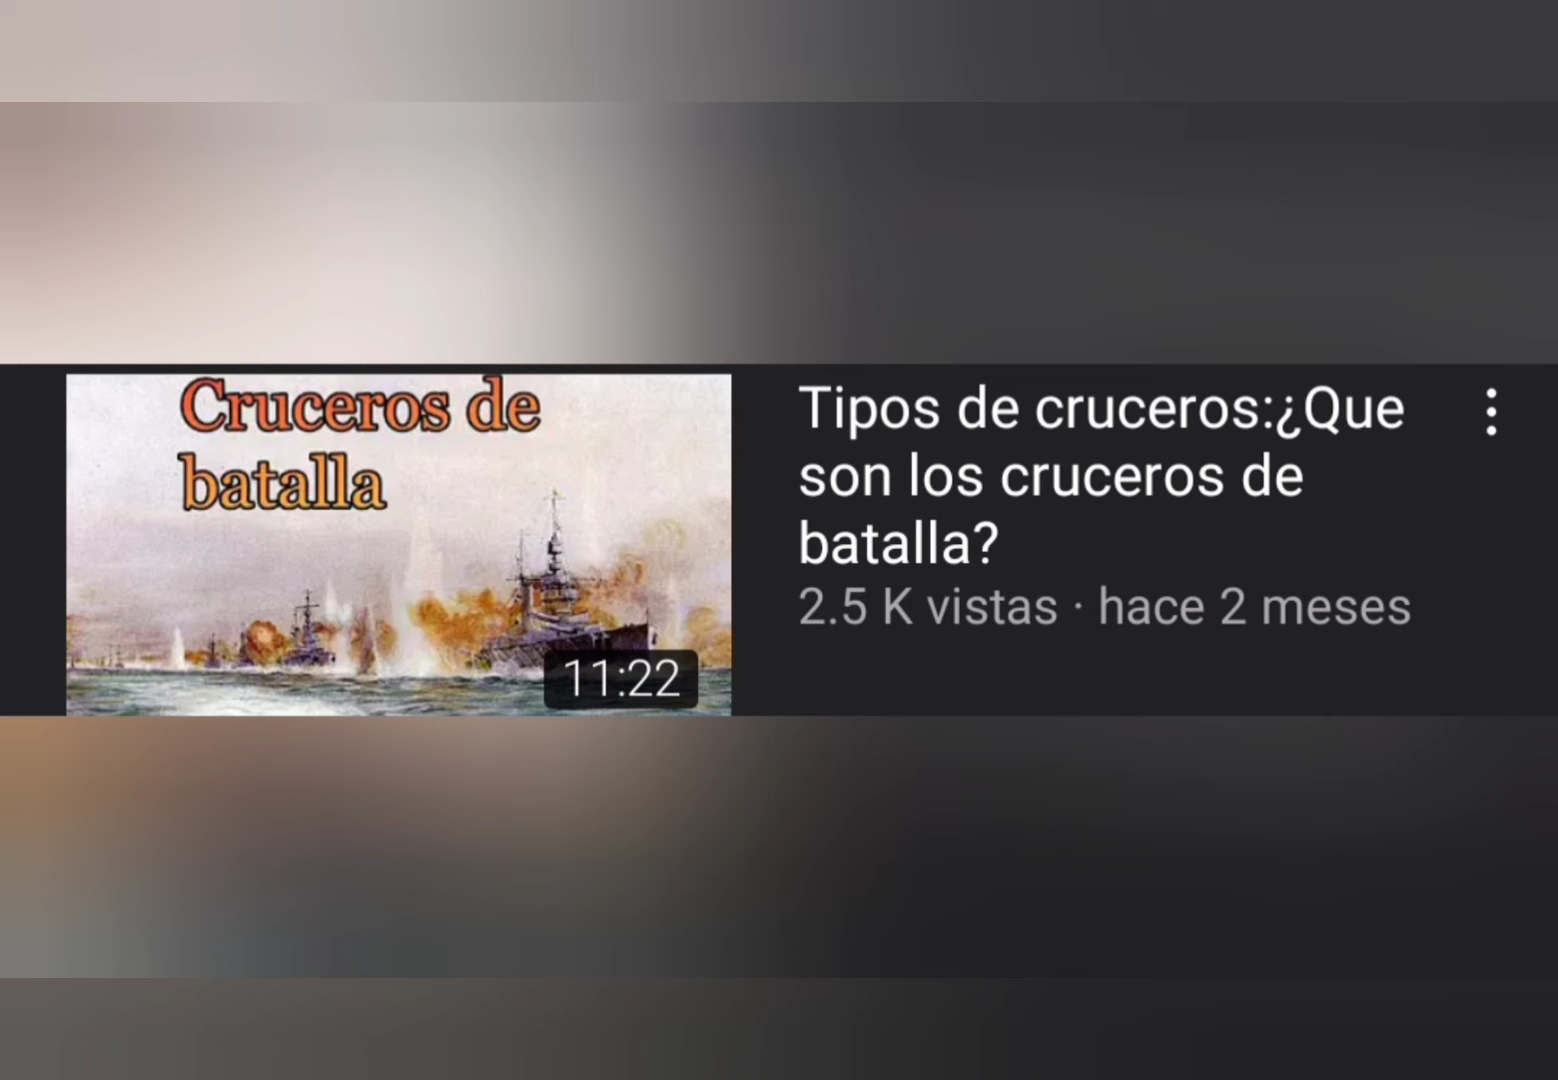 Cruceros de
batalla
11:22
Tipos de cruceros:¿Que
son los cruceros de
batalla?
2.5 K vistas · hace 2 meses